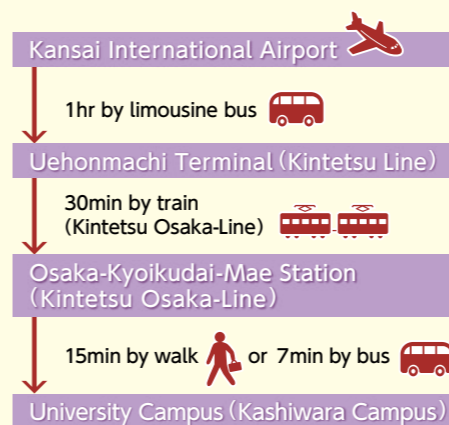 Kansai International Airport
1hr by limousine bus
Uehonmachi Terminal (Kintetsu Line)
30min by train
(Kintetsu Osaka-Line)
Osaka-Kyoikudai-Mae Station
(Kintetsu Osaka-Line)
15min by walk or 7min by bus
University Campus (Kashiwara Campus)